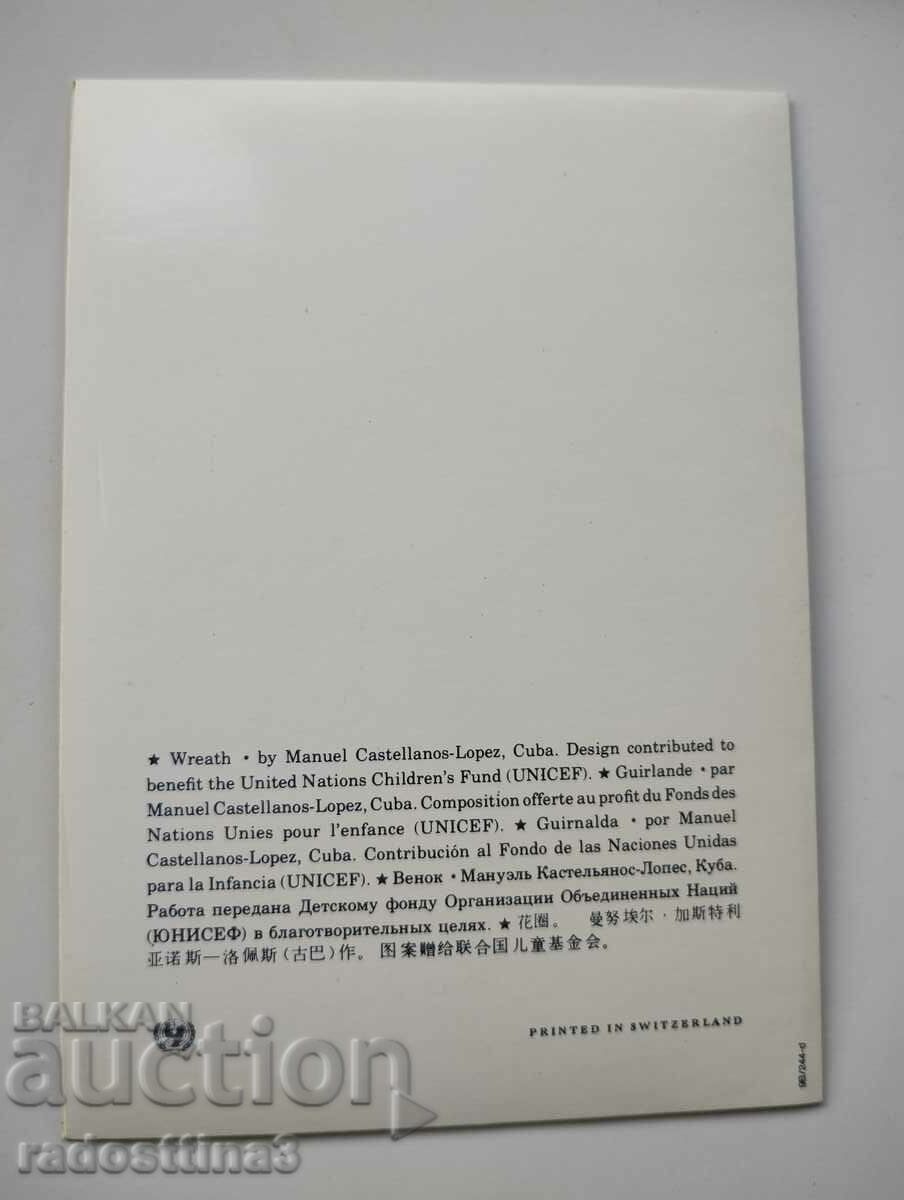 ★ Wreath • by Manuel Castellanos-Lopez, Cuba. Design contributed to
benefit the United Nations Children's Fund (UNICEF). ★ Guirlande • par
Manuel Castellanos-Lopez, Cuba. Composition offerte au profit du Fonds des
Nations Unies pour l'enfance (UNICEF). ★ Guirnalda • por Manuel
Castellanos-Lopez, Cuba. Contribución al Fondo de las Naciones Unidas
para la Infancia (UNICEF). ★ Венок • Мануэль Кастельянос-Лопес, Куба.
Работа передана Детскому фонду Организации Объединенных Наций
(ЮНИСЕФ) в благотворительных целях. ★ 花圈。 曼努埃尔·加斯特利
亚诺斯—洛佩斯(古巴)作。 图案赠给联合国儿童基金会。
PRINTED IN SWITZERLAND
96/244-d
BALKAN
auction
radosttina3